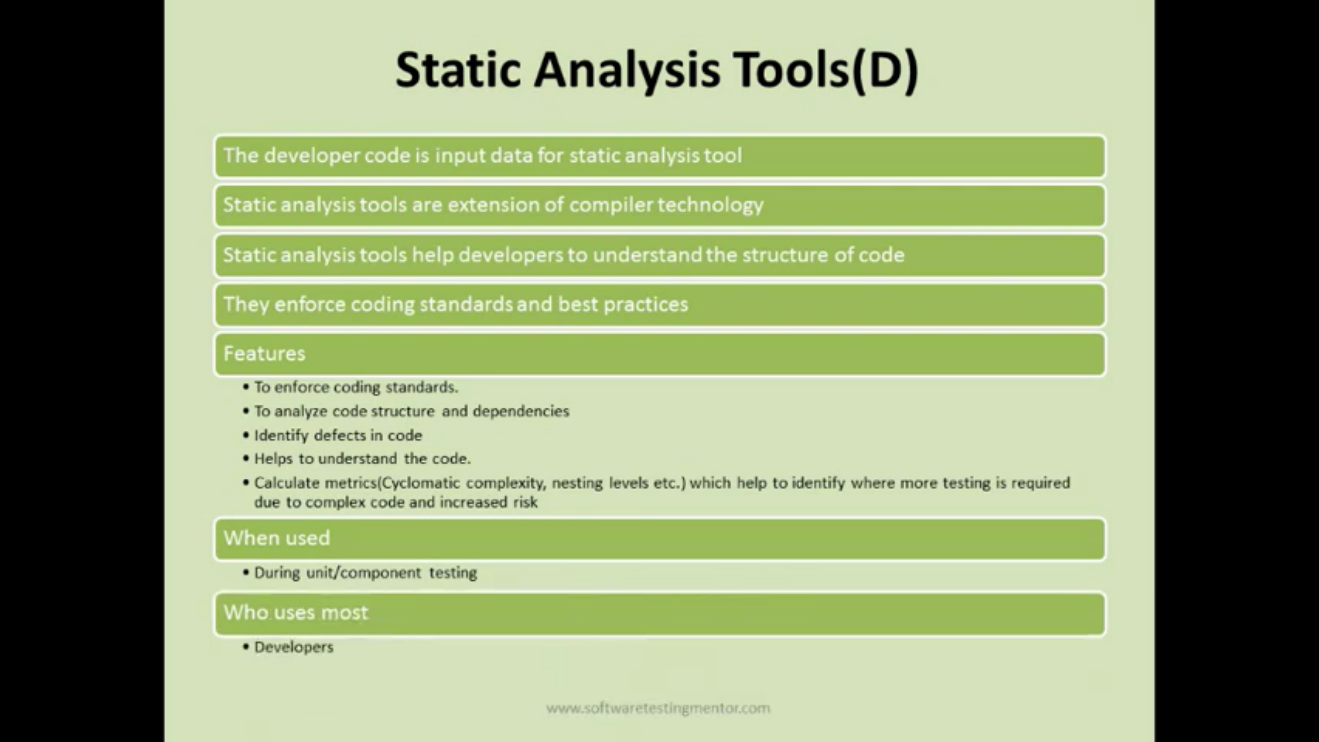 Static Analysis Tools(D)
The developer code is input data for static analysis tool
Static analysis tools are extension of compiler technology
Static analysis tools help developers to understand the structure of code
They enforce coding standards and best practices
Features
• To enforce coding standards.
• To analyze code structure and dependencies
• Identify defects in code
• Helps to understand the code.
• Calculate metrics(Cyclomatic complexity, nesting levels etc.) which help to identify where more testing is required
due to complex code and increased risk
When used
• During unit/component testing
Who uses most
• Developers
www.softwaretestingmentor.com